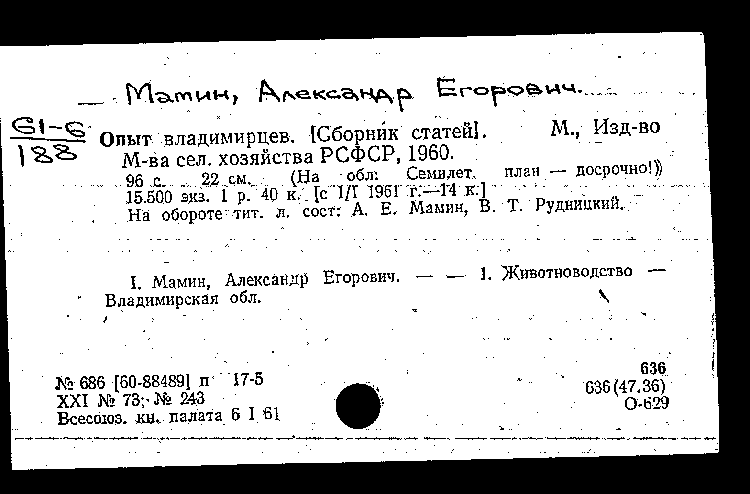 Мамин, Александр Егорович.
61-6
188
Опыт владимирцев. [Сборник статей]. М., Изд-во
М-ва сел. хозяйства РСФСР, 1960.
96 с. 22 см. (На обл: Семилет. план — досрочно!)
15.500 экз. 1 р. 40 к. [с 1/I 1961 г.—14 к.]
На обороте тит. л. сост: А. Е. Мамин, В. Т. Рудницкий.
I. Мамин, Александр Егорович. — — 1. Животноводство —
Владимирская обл.
636
№ 686 [60-88489] п 17-5
636(47.36)
XXI № 73; № 243
О-629
Всесоюз. кн. палата 6 I 61